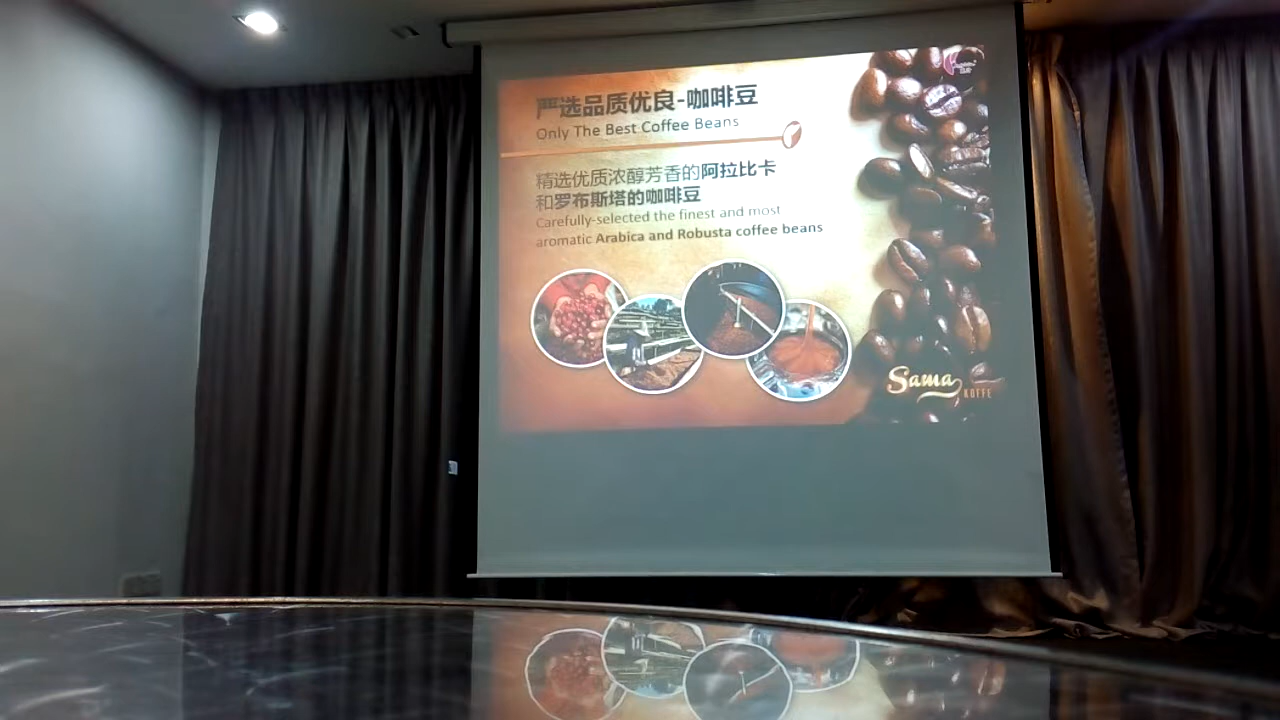 严选品质优良-咖啡豆
Only The Best Coffee Beans
精选优质浓醇芳香的阿拉比卡
和罗布斯塔的咖啡豆
Carefully-selected the finest and most
aromatic Arabica and Robusta coffee beans
Sama
KOFFE